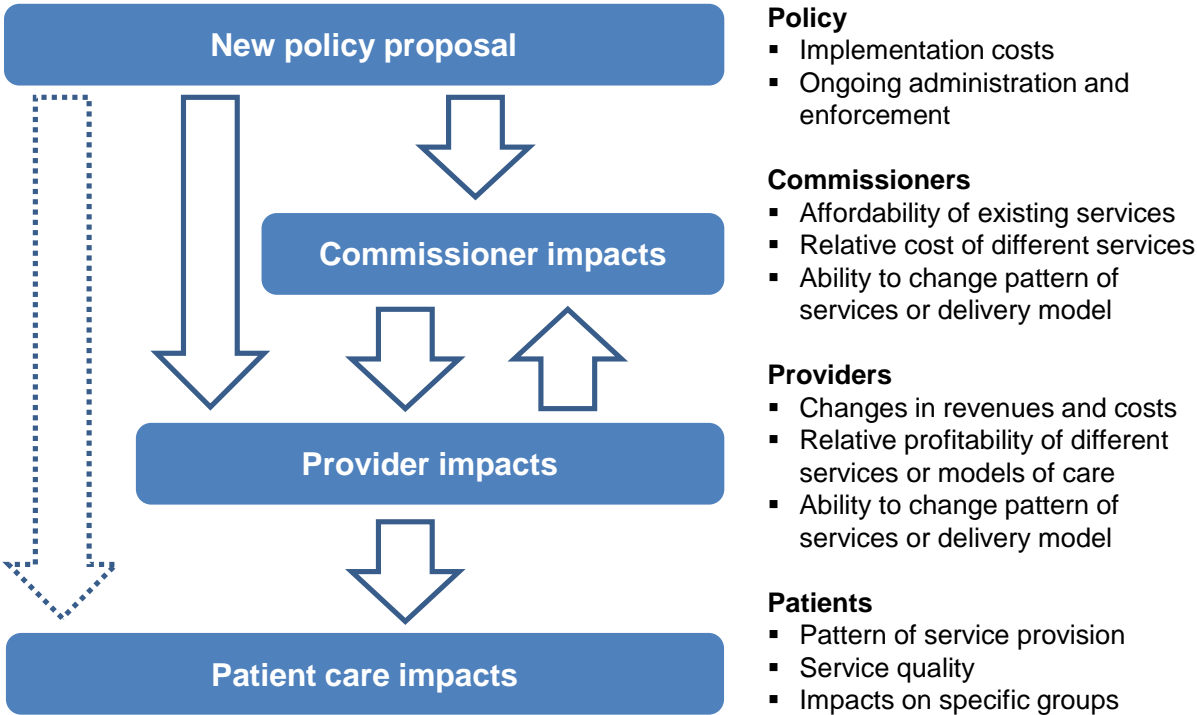 New policy proposal
Commissioner impacts
Provider impacts
Patient care impacts
Policy
▪ Implementation costs
▪ Ongoing administration and
enforcement
Commissioners
▪ Affordability of existing services
▪ Relative cost of different services
▪ Ability to change pattern of
services or delivery model
Providers
▪ Changes in revenues and costs
▪ Relative profitability of different
services or models of care
▪ Ability to change pattern of
services or delivery model
Patients
▪ Pattern of service provision
▪ Service quality
▪ Impacts on specific groups